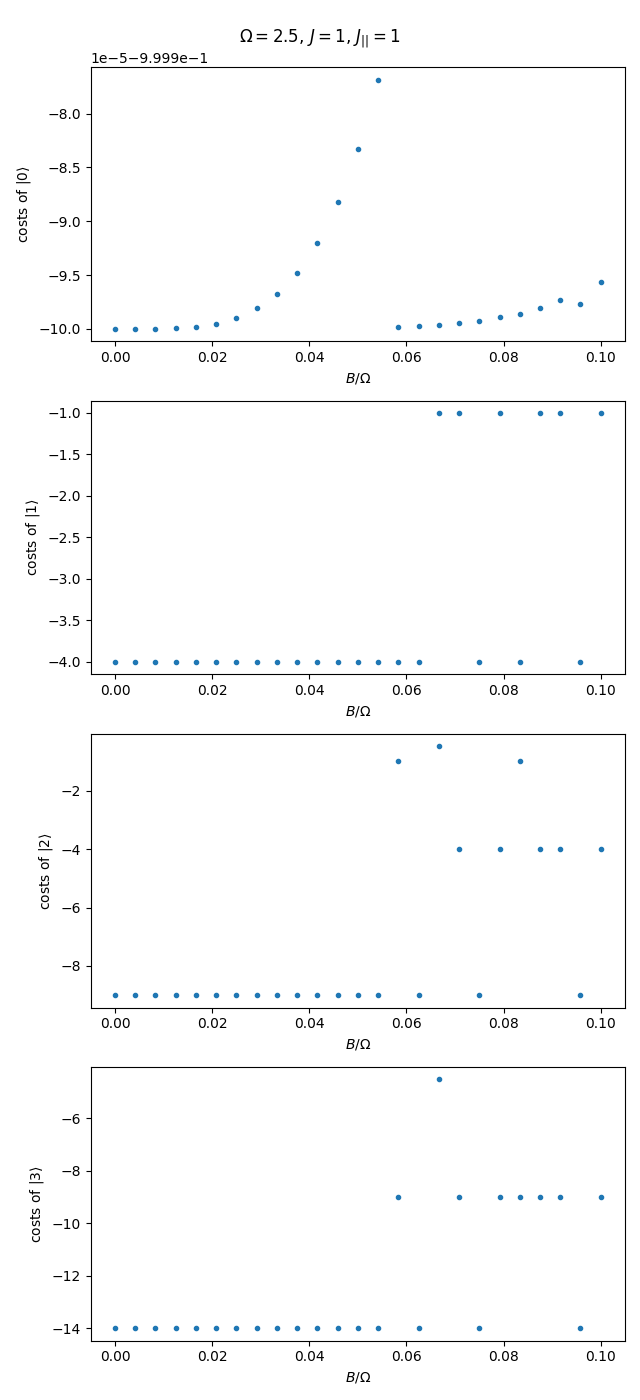 Ω = 2.5, J = 1, J_{||} = 1
1e−5−9.999e−1
−8.0
−8.5
−9.0
−9.5
−10.0
costs of |0⟩
0.00 0.02 0.04 0.06 0.08 0.10
B/Ω
−1.0
−1.5
−2.0
−2.5
−3.0
−3.5
−4.0
costs of |1⟩
0.00 0.02 0.04 0.06 0.08 0.10
B/Ω
−2
−4
−6
−8
costs of |2⟩
0.00 0.02 0.04 0.06 0.08 0.10
B/Ω
−6
−8
−10
−12
−14
costs of |3⟩
0.00 0.02 0.04 0.06 0.08 0.10
B/Ω